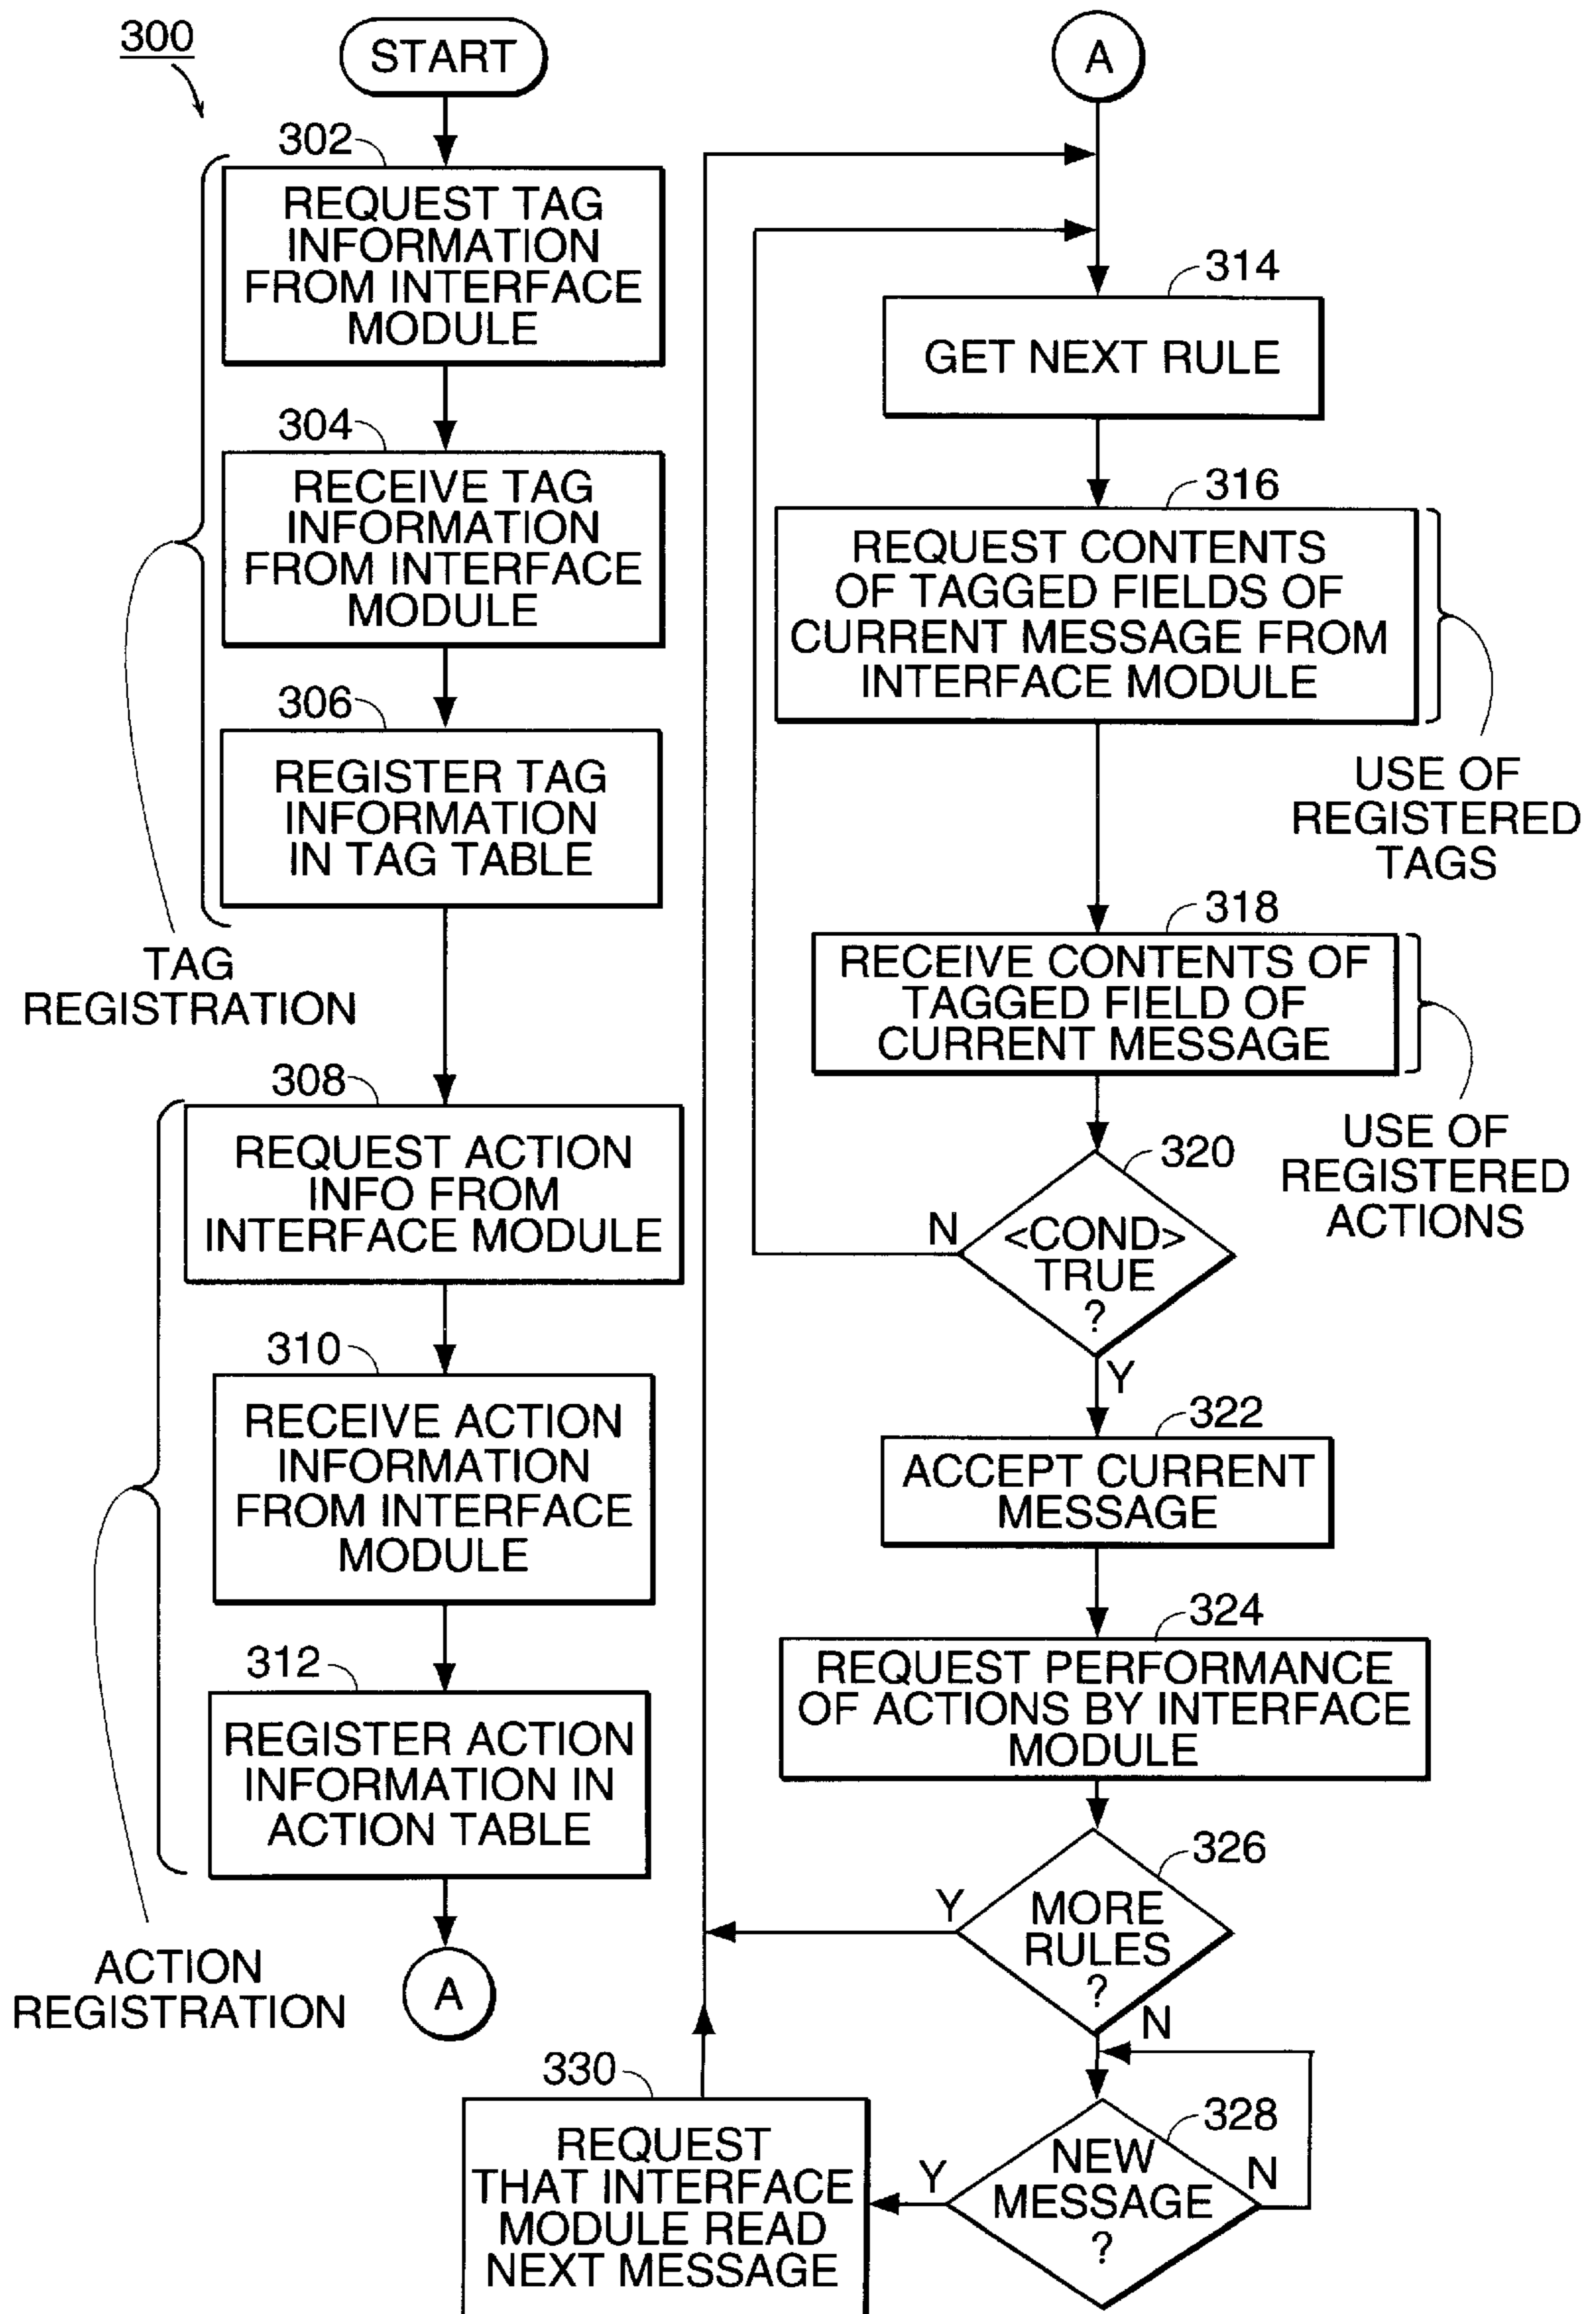 300
START
302
REQUEST TAG
INFORMATION
FROM INTERFACE
MODULE
304
RECEIVE TAG
INFORMATION
FROM INTERFACE
MODULE
306
REGISTER TAG
INFORMATION
IN TAG TABLE
TAG
REGISTRATION
308
REQUEST ACTION
INFO FROM
INTERFACE MODULE
310
RECEIVE ACTION
INFORMATION
FROM INTERFACE
MODULE
312
REGISTER ACTION
INFORMATION IN
ACTION TABLE
ACTION
REGISTRATION
A
A
314
GET NEXT RULE
316
REQUEST CONTENTS
OF TAGGED FIELDS OF
CURRENT MESSAGE FROM
INTERFACE MODULE
USE OF
REGISTERED
TAGS
318
RECEIVE CONTENTS OF
TAGGED FIELD OF
CURRENT MESSAGE
USE OF
REGISTERED
ACTIONS
320
<COND>
TRUE
?
N
Y
322
ACCEPT CURRENT
MESSAGE
324
REQUEST PERFORMANCE
OF ACTIONS BY INTERFACE
MODULE
326
MORE
RULES
?
Y
N
328
NEW
MESSAGE
?
Y
N
330
REQUEST
THAT INTERFACE
MODULE READ
NEXT MESSAGE